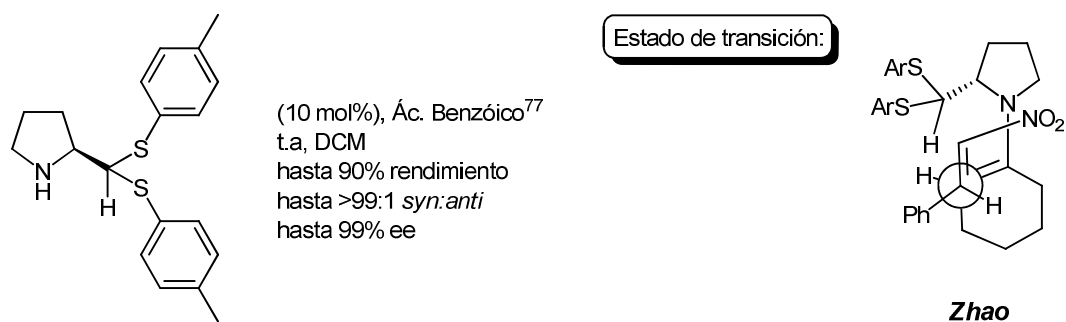 S
S
N
H
H
(10 mol%), Ác. Benzóico77
t.a, DCM
hasta 90% rendimiento
hasta >99:1 syn:anti
hasta 99% ee
Estado de transición:
ArS
ArS
H
N
NO2
H
Ph
H
Zhao